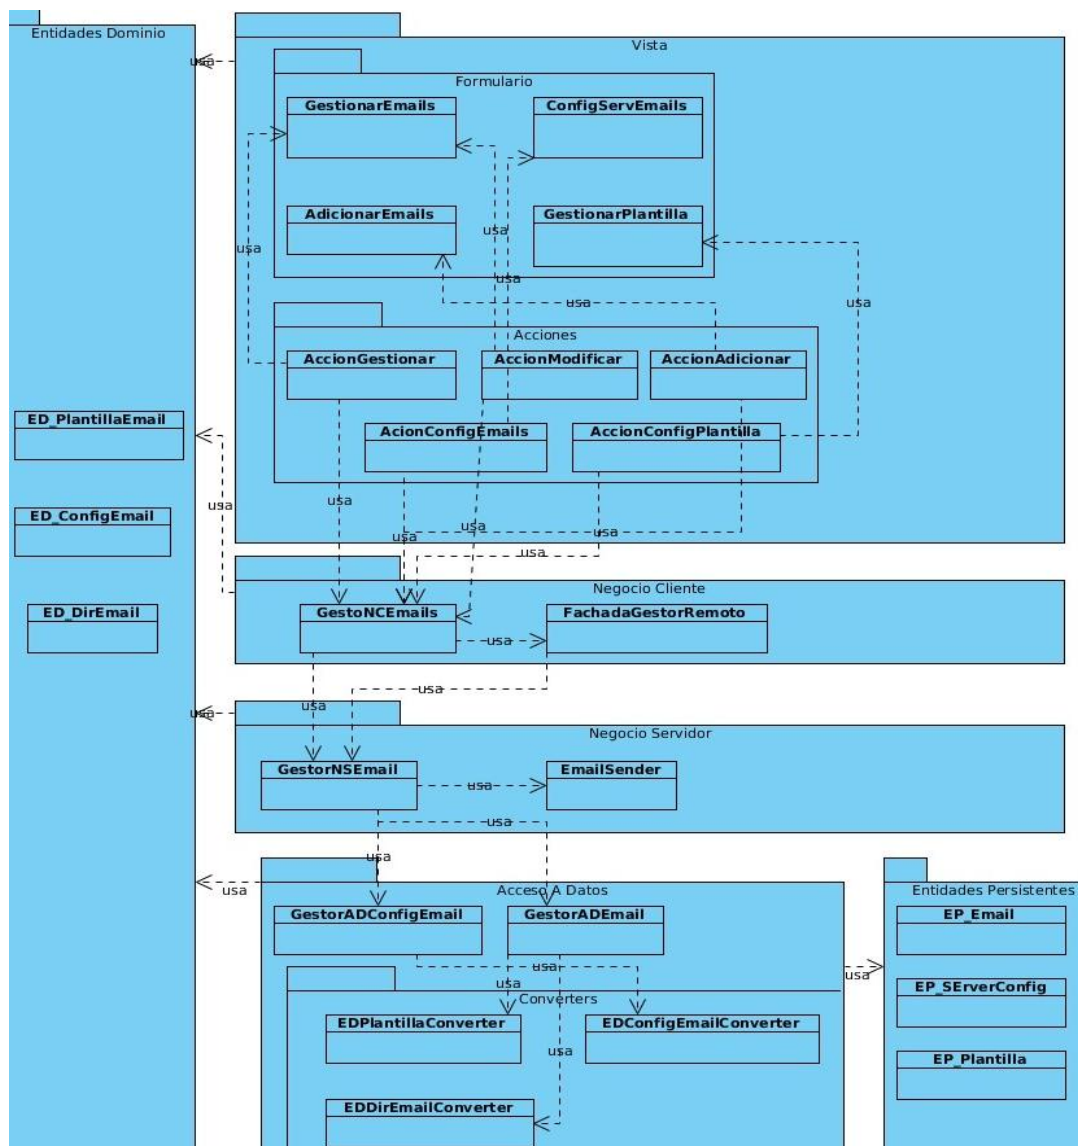 Entidades Dominio
Vista
usa
Formulario
GestionarEmails
ConfigServEmails
AdicionarEmails
GestionarPlantilla
usa
usa
usa
usa
usa
Acciones
AccionGestionar
AccionModificar
AccionAdicionar
ED_PlantillaEmail
AcionConfigEmails
AccionConfigPlantilla
usa
usa
usa
usa
usa
usa
ED_ConfigEmail
Negocio Cliente
ED_DirEmail
GestoNCEmails
FachadaGestorRemoto
usa
usa
usa
usa
Negocio Servidor
GestorNSEmail
EmailSender
usa
usa
usa
usa
Acceso A Datos
Entidades Persistentes
GestorADConfigEmail
GestorADEmail
EP_Email
usa
usa
usa
Converters
EP_SErverConfig
EDPlantillaConverter
EDConfigEmailConverter
usa
EP_Plantilla
EDDirEmailConverter